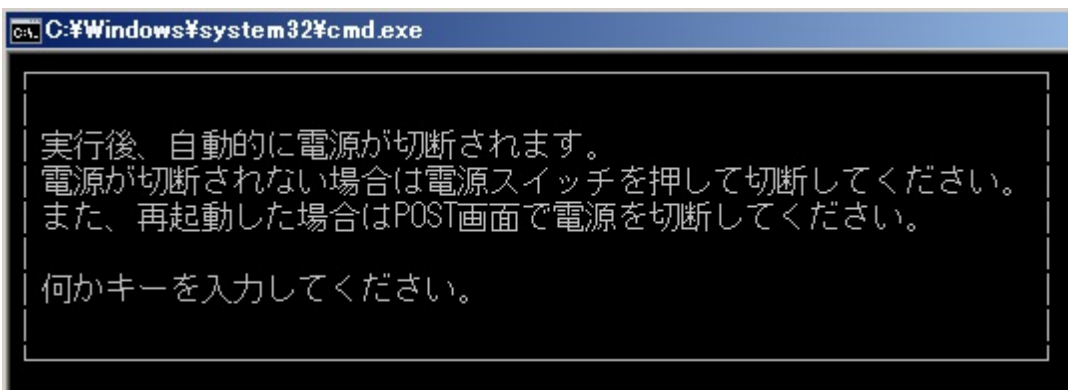 C:¥Windows¥system32¥cmd.exe
実行後、自動的に電源が切断されます。
電源が切断されない場合は電源スイッチを押して切断してください。
また、再起動した場合はPOST画面で電源を切断してください。
何かキーを入力してください。